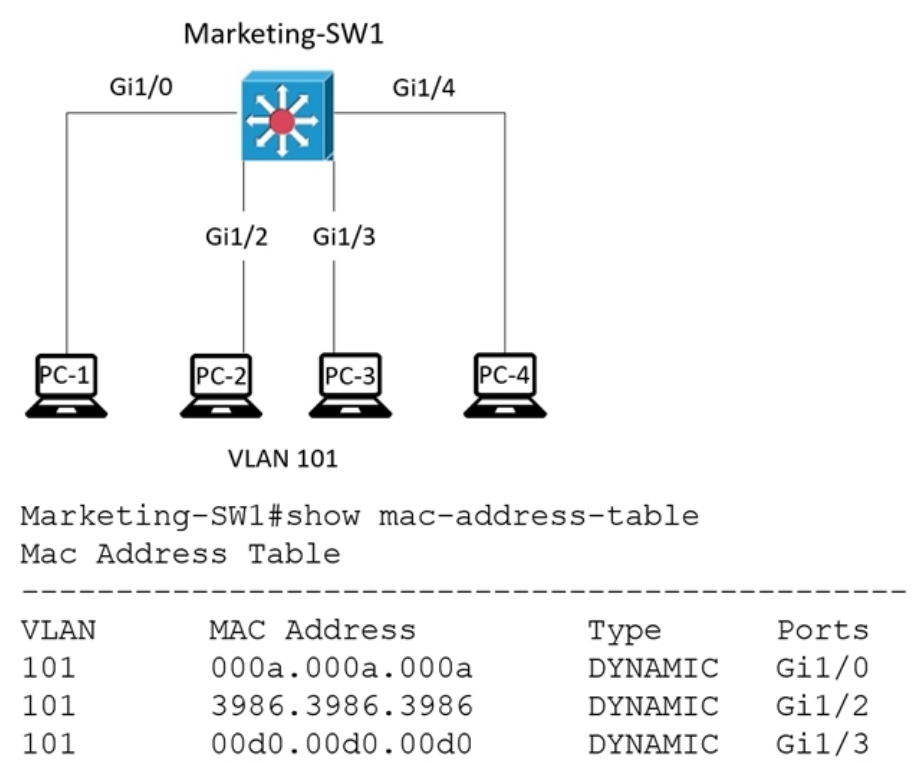 Marketing-SW1
Gi1/0
Gi1/4
Gi1/2 Gi1/3
PC-1 PC-2 PC-3 PC-4
VLAN 101
Marketing-SW1#show mac-address-table
Mac Address Table
-----------------------------------------------
VLAN MAC Address Type Ports
101 000a.000a.000a DYNAMIC Gi1/0
101 3986.3986.3986 DYNAMIC Gi1/2
101 00d0.00d0.00d0 DYNAMIC Gi1/3